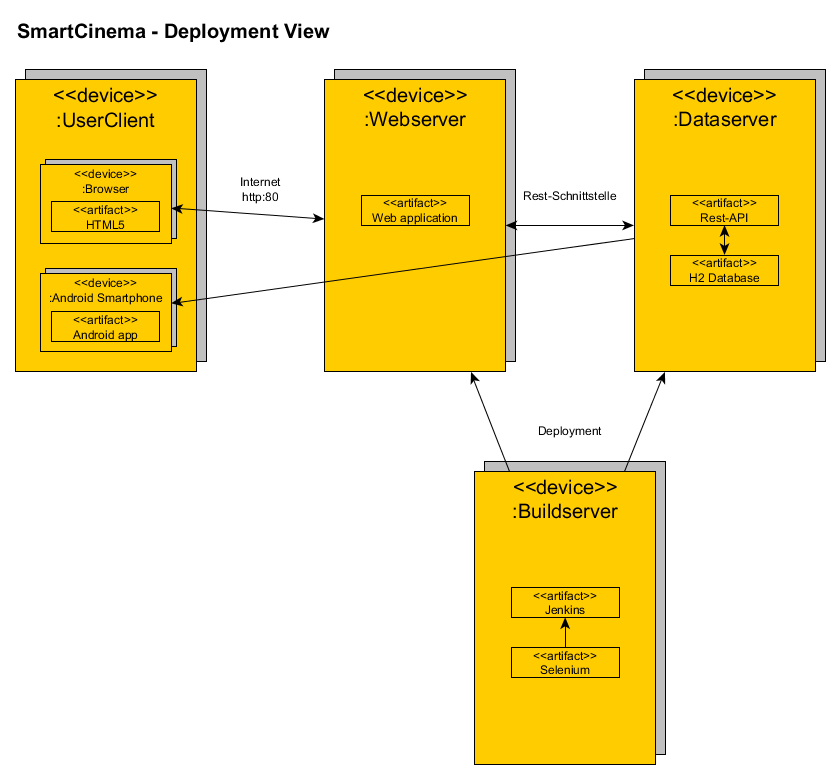 SmartCinema - Deployment View
<<device>>
:UserClient
<<device>>
:Browser
<<artifact>>
HTML5
<<device>>
:Android Smartphone
<<artifact>>
Android app
Internet
http:80
<<device>>
:Webserver
<<artifact>>
Web application
Rest-Schnittstelle
<<device>>
:Dataserver
<<artifact>>
Rest-API
<<artifact>>
H2 Database
Deployment
<<device>>
:Buildserver
<<artifact>>
Jenkins
<<artifact>>
Selenium